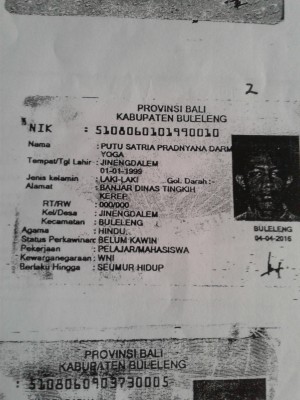 2
PROVINSI BALI
KABUPATEN BULELENG
NIK : 5108060101990010
Nama : PUTU SATRIA PRADNYANA DARM
YOGA
Tempat/Tgl Lahir : JINENGDALEM
01-01-1999
Jenis kelamin : LAKI-LAKI Gol. Darah :-
Alamat : BANJAR DINAS TINGKIH
KEREP
RT/RW : 000/000
Kel/Desa : JINENGDALEM
Kecamatan : BULELENG
Agama : HINDU
Status Perkawinan: BELUM KAWIN
Pekerjaan : PELAJAR/MAHASISWA
Kewarganegaraan : WNI
Berlaku Hingga : SEUMUR HIDUP
BULELENG
04-04-2016
PROVINSI BALI
KABUPATEN BULELENG
: 5108060903730005